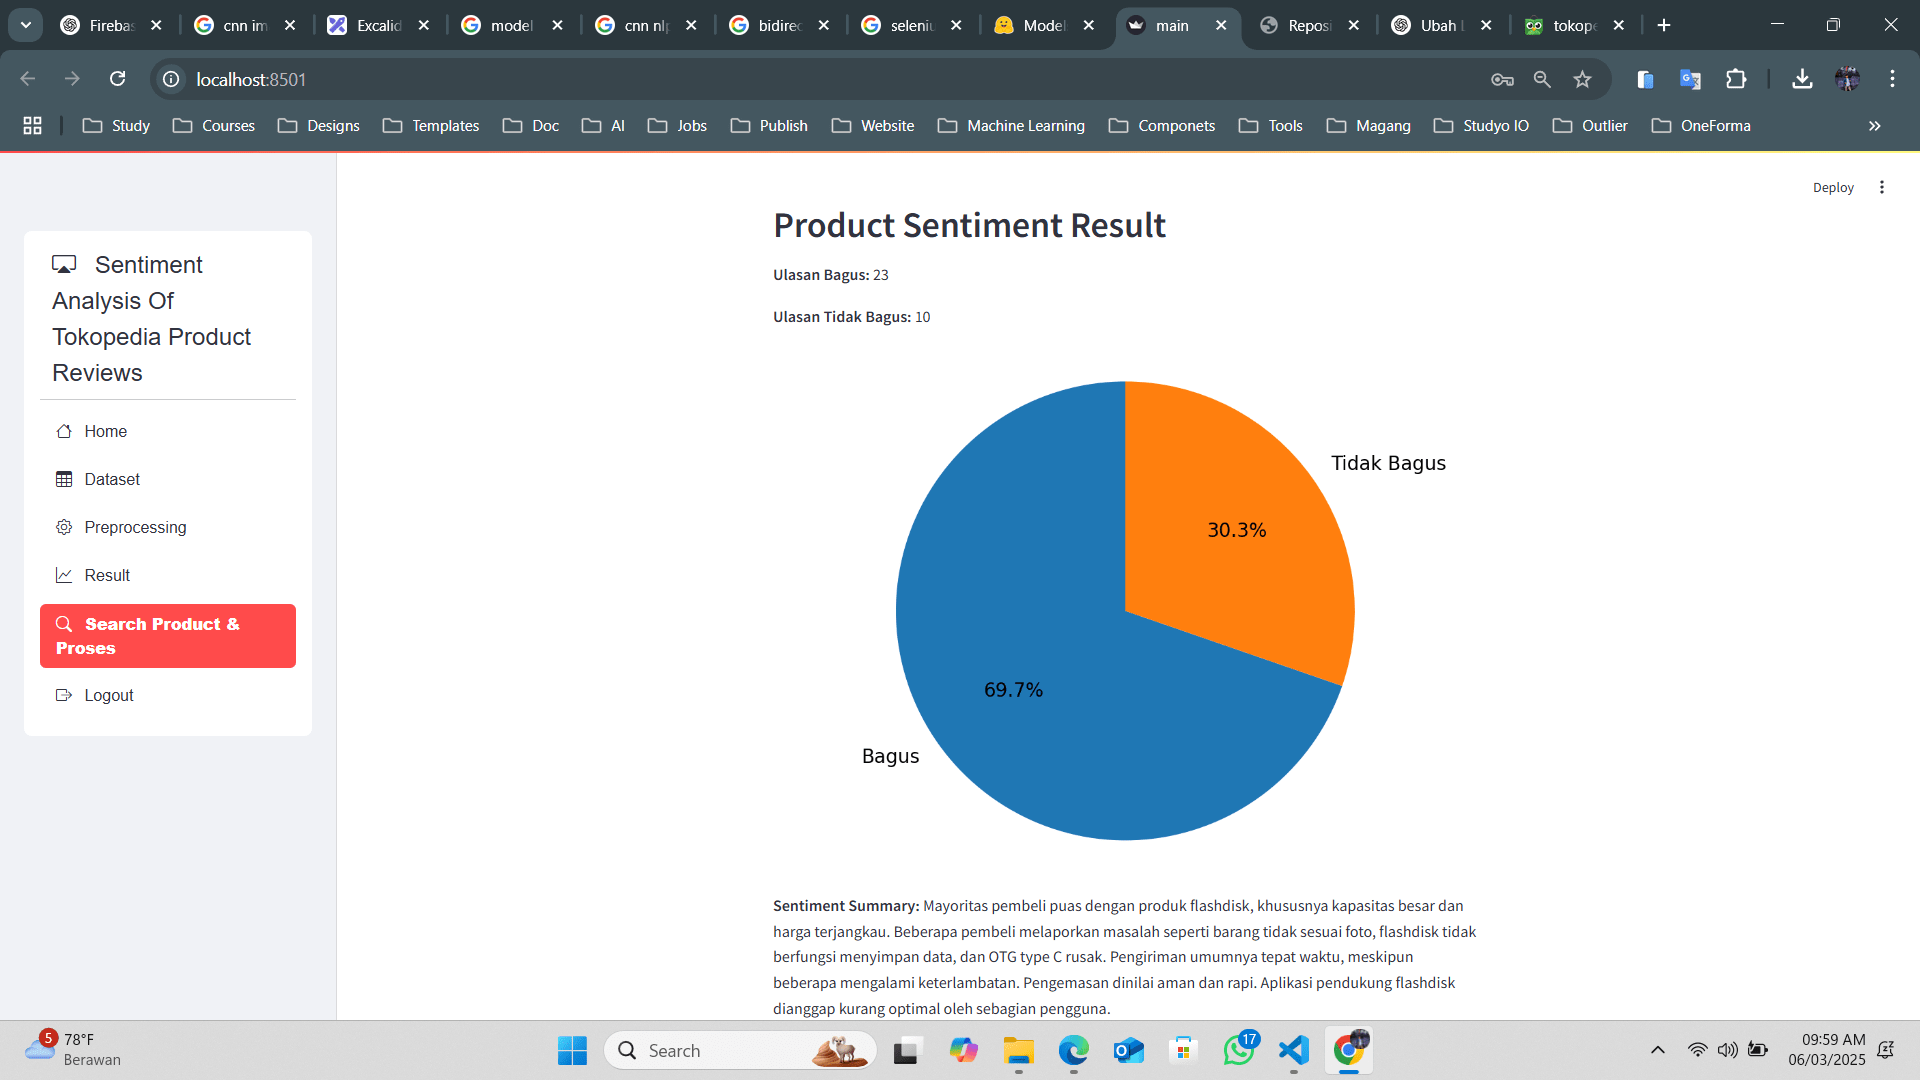 Firebas
cnn im
Excalid
model
cnn nlp
bidirec
seleniu
Models
main
Reposi
Ubah L
tokope
localhost:8501
Study
Courses
Designs
Templates
Doc
AI
Jobs
Publish
Website
Machine Learning
Componets
Tools
Magang
Studyo IO
Outlier
OneForma
Deploy
Sentiment
Analysis Of
Tokopedia Product
Reviews
Home
Dataset
Preprocessing
Result
Search Product &
Proses
Logout
Product Sentiment Result
Ulasan Bagus: 23
Ulasan Tidak Bagus: 10
Tidak Bagus
30.3%
69.7%
Bagus
Sentiment Summary: Mayoritas pembeli puas dengan produk flashdisk, khususnya kapasitas besar dan
harga terjangkau. Beberapa pembeli melaporkan masalah seperti barang tidak sesuai foto, flashdisk tidak
berfungsi menyimpan data, dan OTG type C rusak. Pengiriman umumnya tepat waktu, meskipun
beberapa mengalami keterlambatan. Pengemasan dinilai aman dan rapi. Aplikasi pendukung flashdisk
dianggap kurang optimal oleh sebagian pengguna.
5
78°F
Berawan
Search
17
09:59 AM
06/03/2025